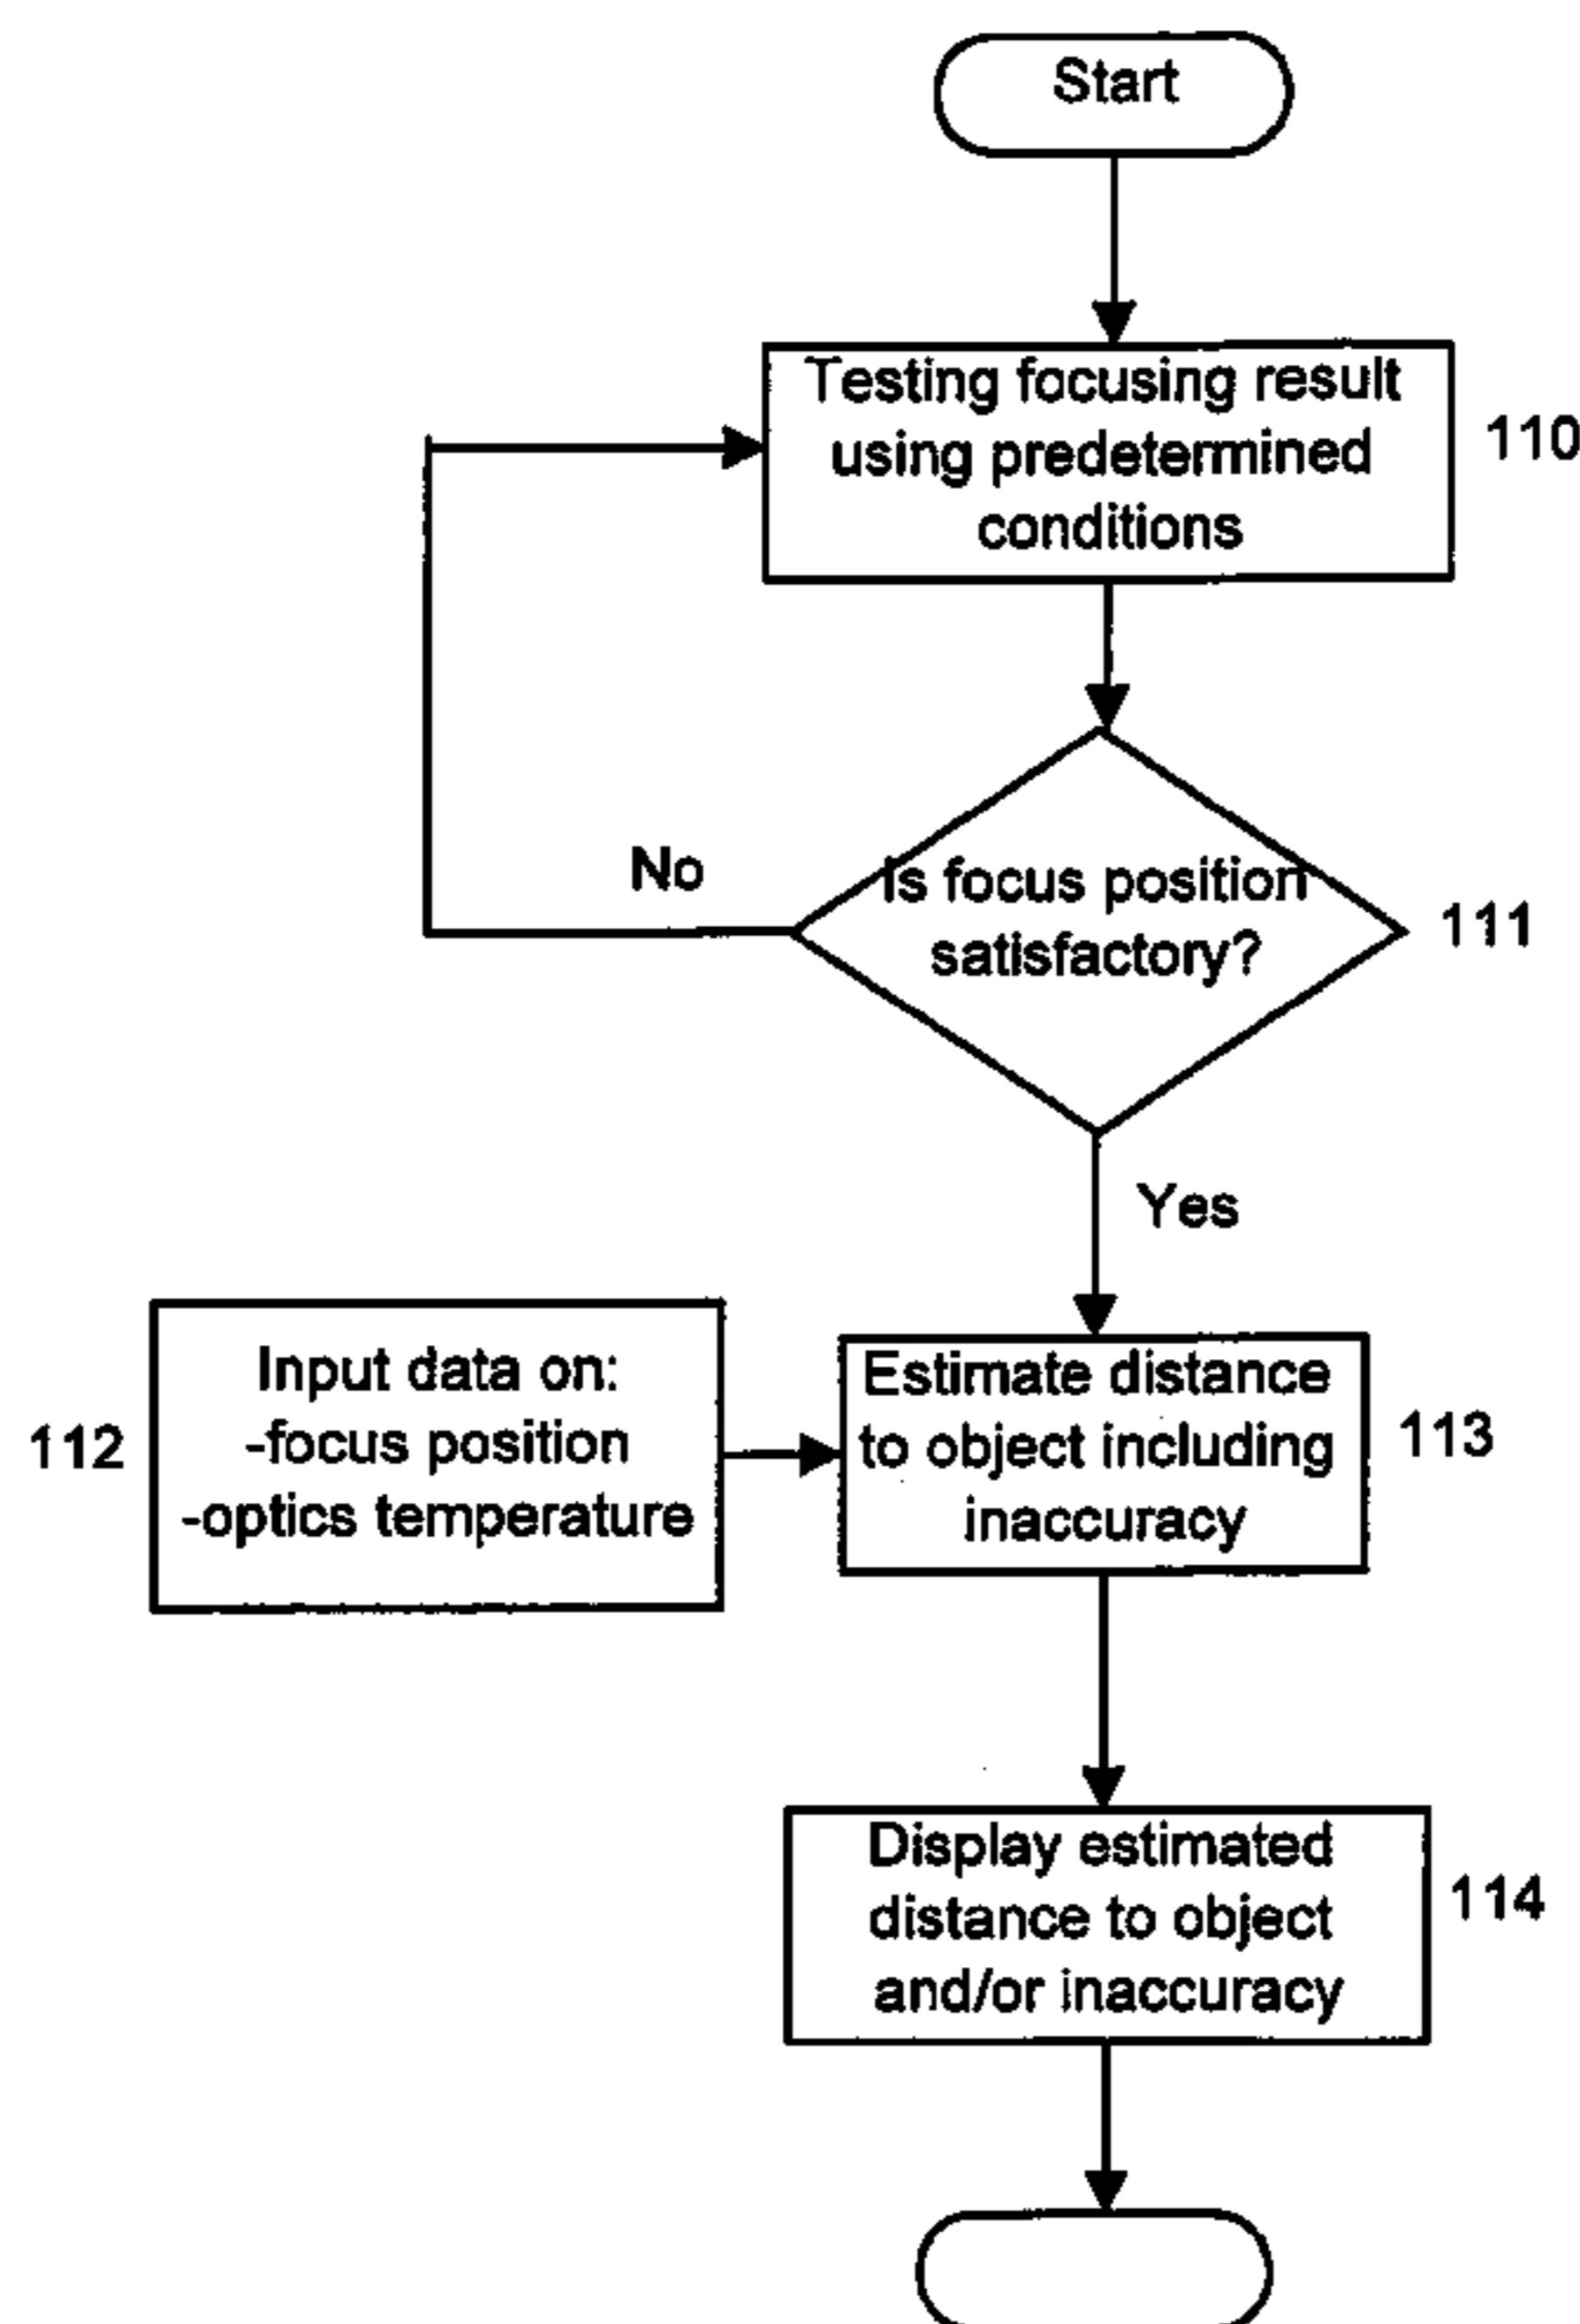 Start
Testing focusing result
using predetermined
conditions
110
No
Is focus position
satisfactory?
111
Yes
Input data on:
-focus position
-optics temperature
112
Estimate distance
to object including
inaccuracy
113
Display estimated
distance to object
and/or inaccuracy
114